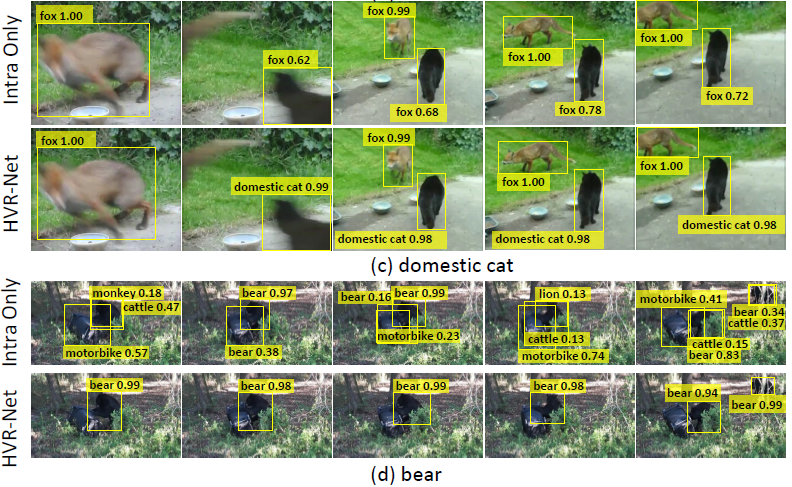 Intra Only
fox 1.00
fox 0.62
fox 0.99
fox 0.68
fox 1.00
fox 0.78
fox 1.00
fox 0.72
HVR-Net
fox 1.00
domestic cat 0.99
fox 0.99
domestic cat 0.98
fox 1.00
domestic cat 0.98
fox 1.00
domestic cat 0.98
(c) domestic cat
Intra Only
monkey 0.18
cattle 0.47
motorbike 0.57
bear 0.97
bear 0.38
bear 0.16
bear 0.99
motorbike 0.23
lion 0.13
cattle 0.13
motorbike 0.74
motorbike 0.41
bear 0.34
cattle 0.37
cattle 0.15
bear 0.83
HVR-Net
bear 0.99
bear 0.98
bear 0.99
bear 0.98
bear 0.94
bear 0.99
(d) bear